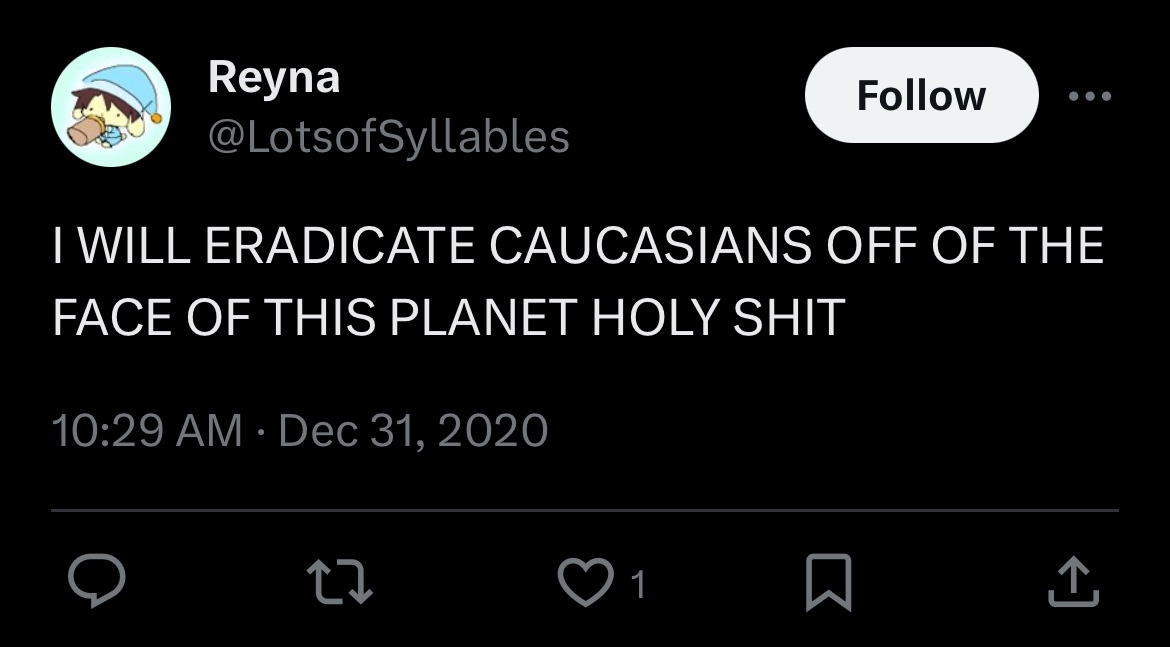 Reyna
@LotsofSyllables
Follow
I WILL ERADICATE CAUCASIANS OFF OF THE
FACE OF THIS PLANET HOLY SHIT
10:29 AM · Dec 31, 2020
1